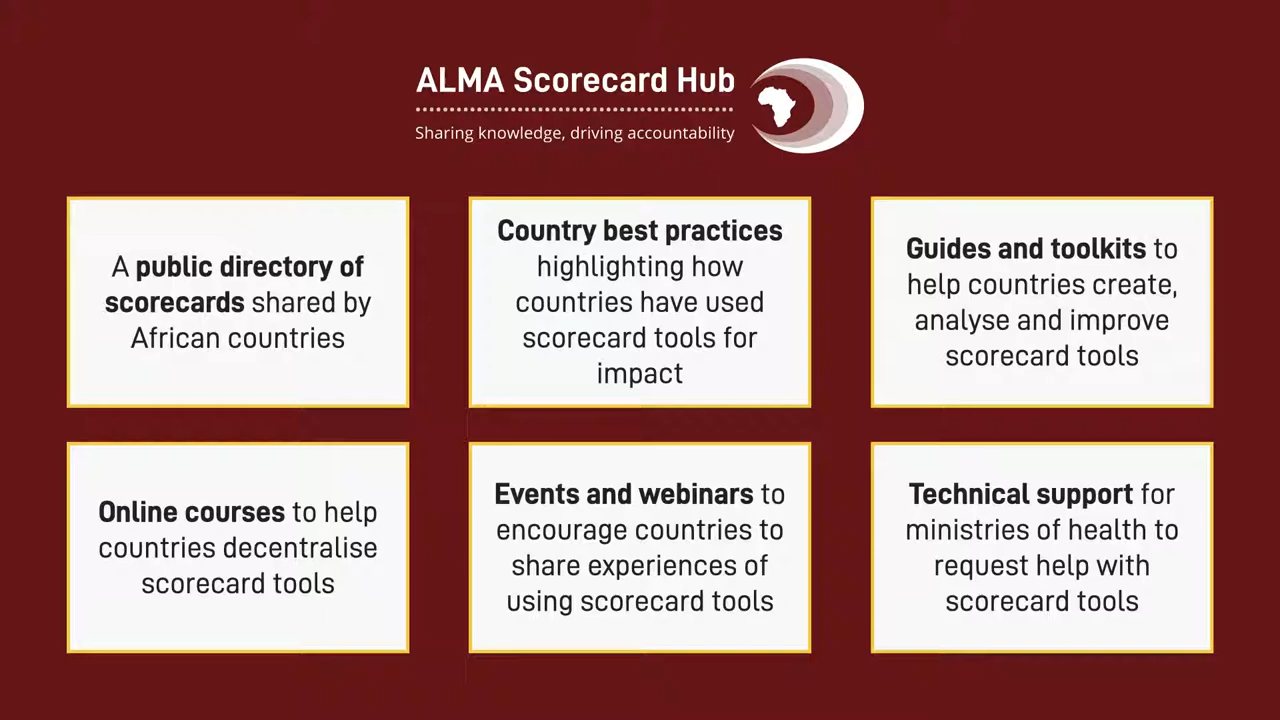 ALMA Scorecard Hub
Sharing knowledge, driving accountability
A public directory of
scorecards shared by
African countries
Country best practices
highlighting how
countries have used
scorecard tools for
impact
Guides and toolkits to
help countries create,
analyse and improve
scorecard tools
Online courses to help
countries decentralise
scorecard tools
Events and webinars to
encourage countries to
share experiences of
using scorecard tools
Technical support for
ministries of health to
request help with
scorecard tools